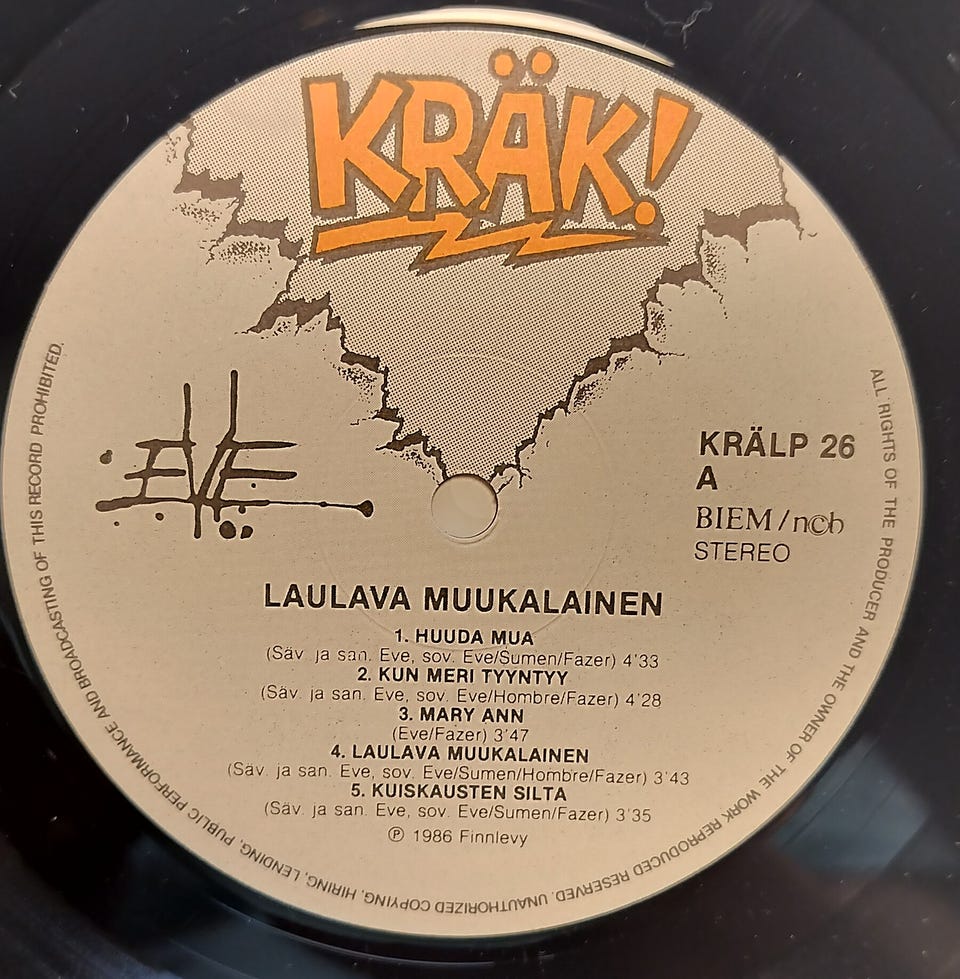 KRÄK!
EVE
KRÄLP 26
A
BIEM/n©b
STEREO
LAULAVA MUUKALAINEN
1. HUUDA MUA
(Säv. ja san. Eve, sov. Eve/Sumen/Fazer) 4'33
2. KUN MERI TYYNTYY
(Säv. ja san. Eve, sov. Eve/Hombre/Fazer) 4'28
3. MARY ANN
(Eve/Fazer) 3'47
4. LAULAVA MUUKALAINEN
(Säv. ja san. Eve, sov. Eve/Sumen/Hombre/Fazer) 3'43
5. KUISKAUSTEN SILTA
(Säv. ja san. Eve, sov. Eve/Sumen/Fazer) 3'35
℗ 1986 Finnlevy
ALL RIGHTS OF THE PRODUCER AND THE OWNER OF THE WORK REPRODUCED RESERVED. UNAUTHORIZED COPYING, HIRING, LENDING, PUBLIC PERFORMANCE AND BROADCASTING OF THIS RECORD PROHIBITED.